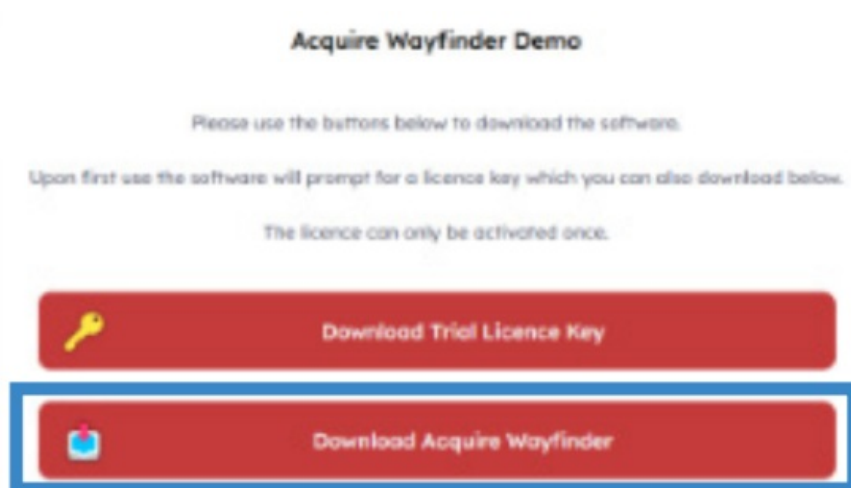 Acquire Wayfinder Demo
Please use the buttons below to download the software.
Upon first use the software will prompt for a licence key which you can also download below.
The licence can only be activated once.
Download Trial Licence Key
Download Acquire Wayfinder